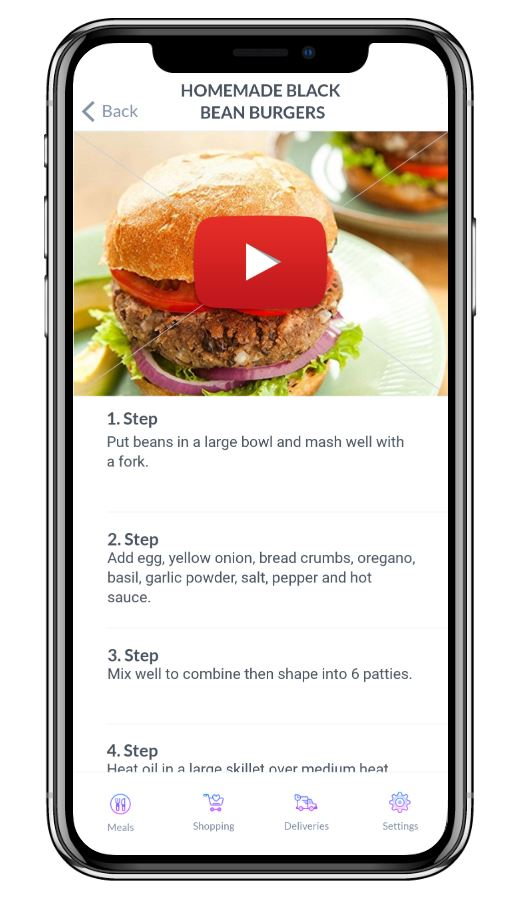 HOMEMADE BLACK
BEAN BURGERS
Back
1. Step
Put beans in a large bowl and mash well with
a fork.
2. Step
Add egg, yellow onion, bread crumbs, oregano,
basil, garlic powder, salt, pepper and hot
sauce.
3. Step
Mix well to combine then shape into 6 patties.
4. Step
Heat oil in a large skillet over medium heat
Meals
Shopping
Deliveries
Settings